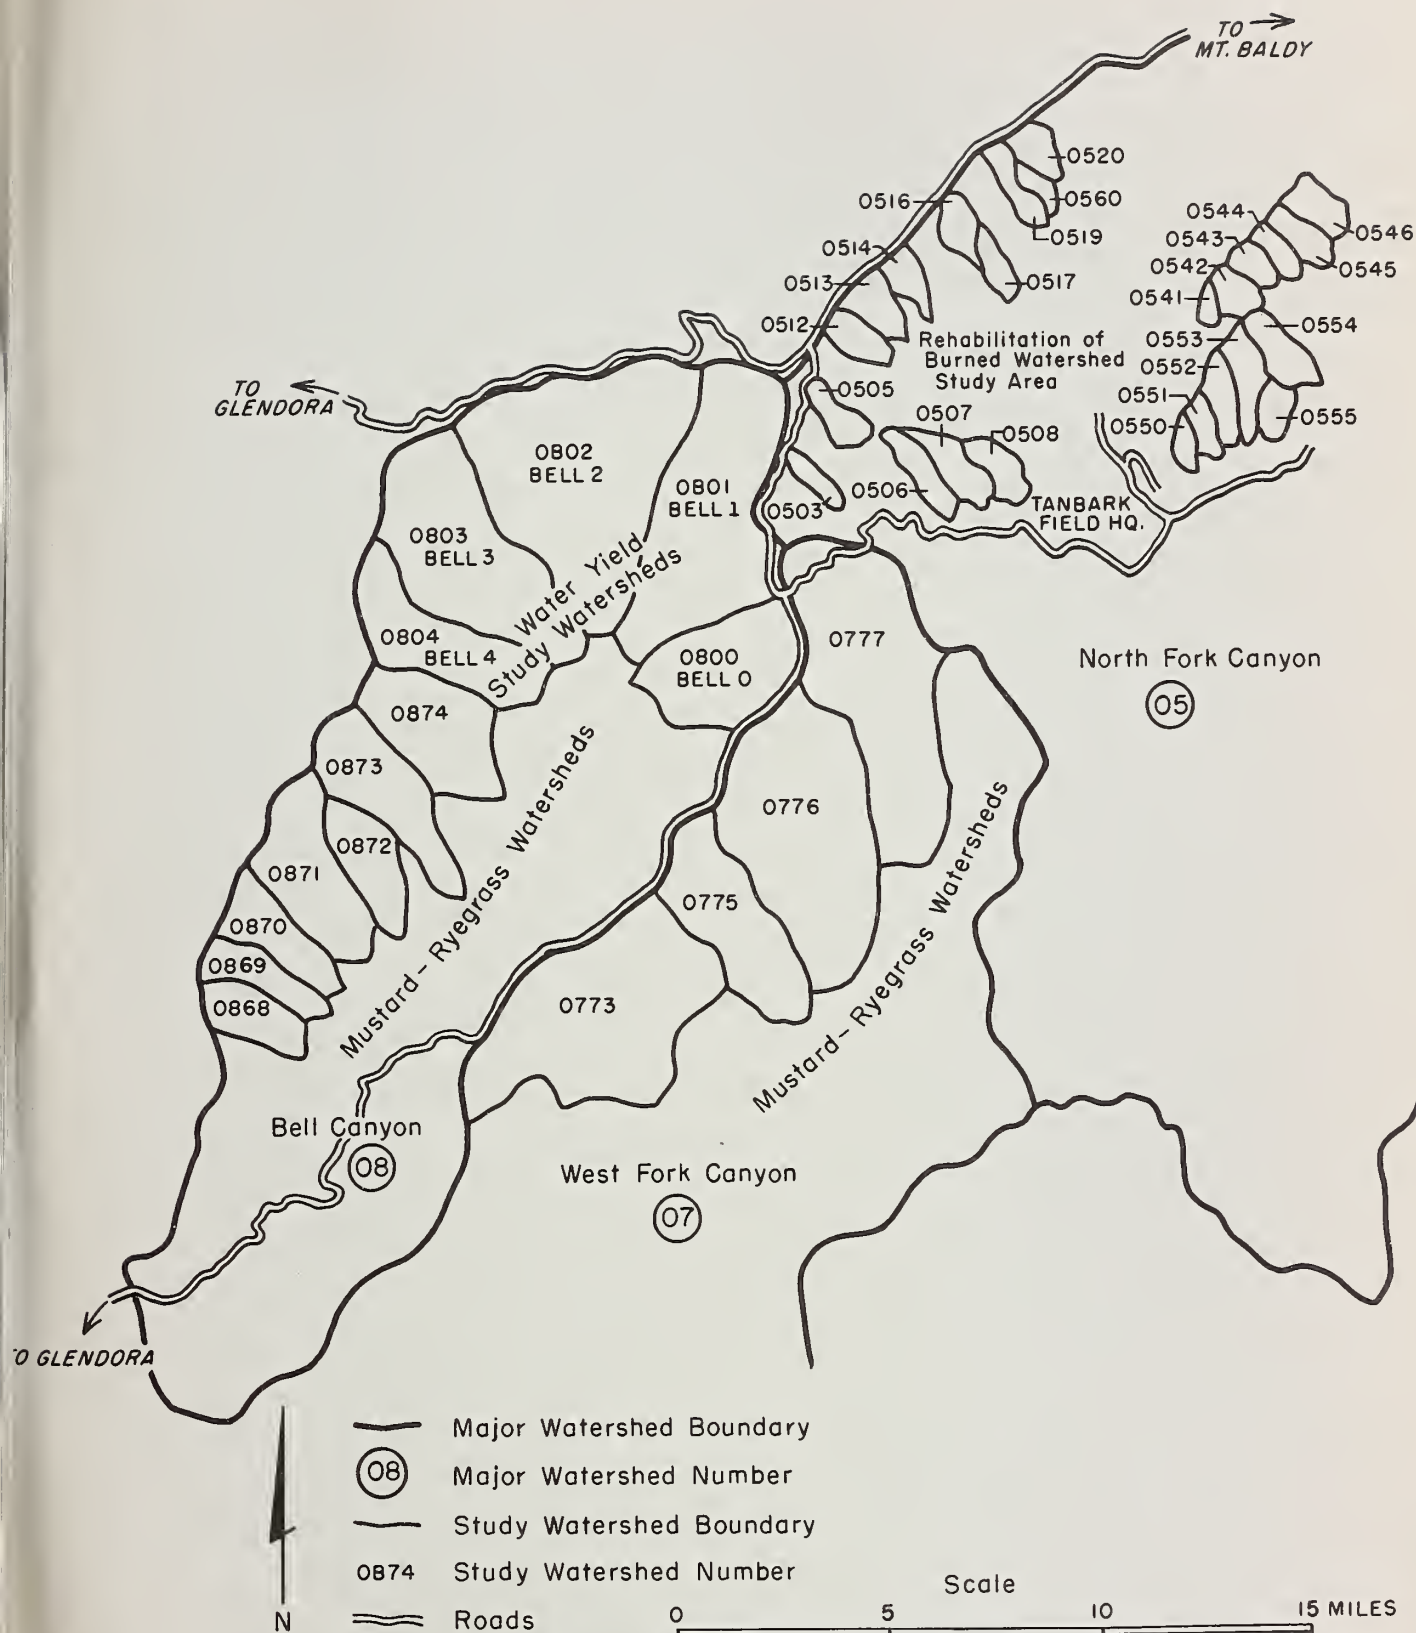 TO
MT. BALDY
0520
0516
0560
0519
0514
0517
0513
0512
0544
0546
0543
0545
0542
0541
0554
0553
0552
0551
0550
0555
Rehabilitation of
Burned Watershed
Study Area
TO
GLENDORA
0505
0507
0508
0506
0503
TANBARK
FIELD HQ.
0802
BELL 2
0801
BELL 1
0803
BELL 3
0804
BELL 4
Water Yield
Study Watersheds
0800
BELL 0
0777
North Fork Canyon
05
0874
0873
0872
0871
0870
0869
0868
Mustard-Ryegrass Watersheds
0776
0775
0773
Mustard-Ryegrass Watersheds
Bell Canyon
08
West Fork Canyon
07
TO GLENDORA
Major Watershed Boundary
08 Major Watershed Number
Study Watershed Boundary
0874 Study Watershed Number
N
Roads
Scale
0 5 10 15 MILES